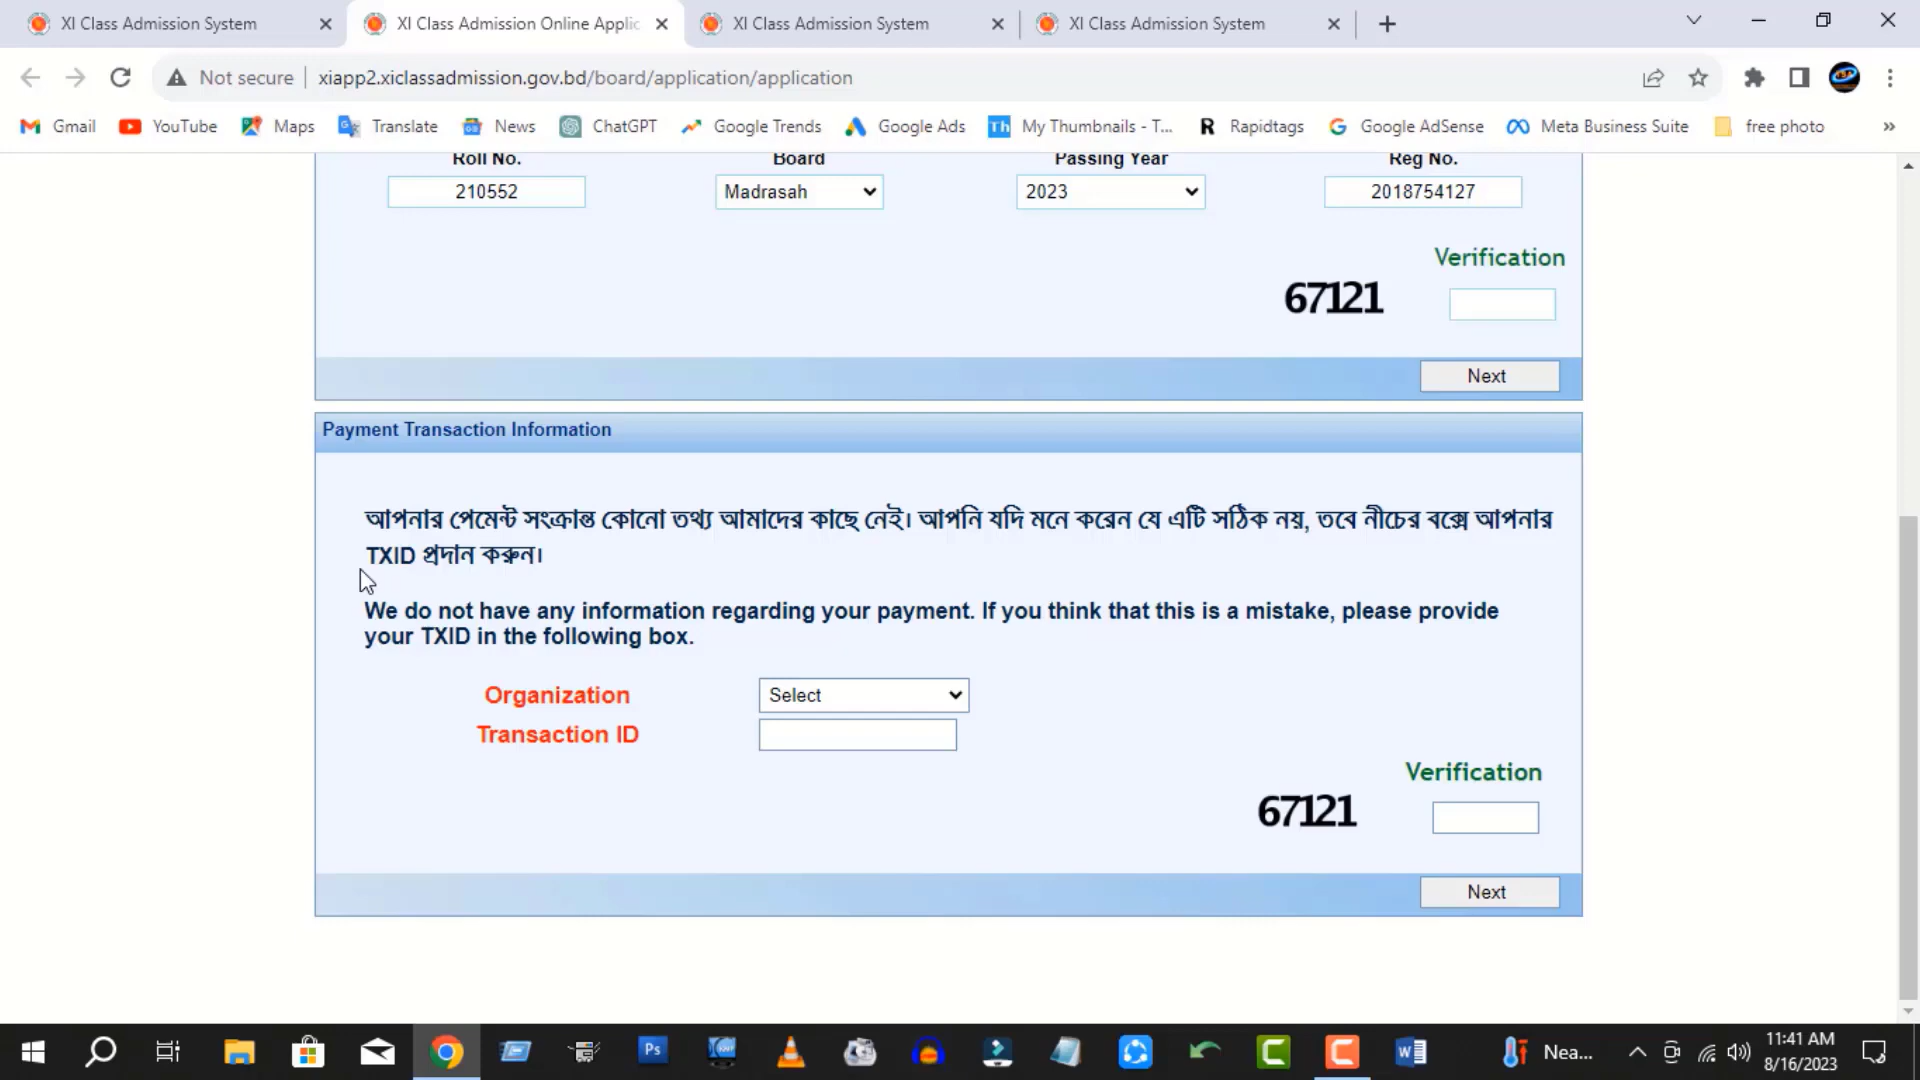 XI Class Admission System
XI Class Admission Online Applic
XI Class Admission System
XI Class Admission System
Not secure
xiapp2.xiclassadmission.gov.bd/board/application/application
Gmail
YouTube
Maps
Translate
News
ChatGPT
Google Trends
Google Ads
My Thumbnails - T...
Rapidtags
Google AdSense
Meta Business Suite
free photo
Roll No. Board Passing Year Reg No.
210552 Madrasah 2023 2018754127
Verification
67121
Next
Payment Transaction Information
আপনার পেমেন্ট সংক্রান্ত কোনো তথ্য আমাদের কাছে নেই। আপনি যদি মনে করেন যে এটি সঠিক নয়, তবে নীচের বক্সে আপনার
TXID প্রদান করুন।
We do not have any information regarding your payment. If you think that this is a mistake, please provide
your TXID in the following box.
Organization Select
Transaction ID
Verification
67121
Next
Nea...
11:41 AM
8/16/2023